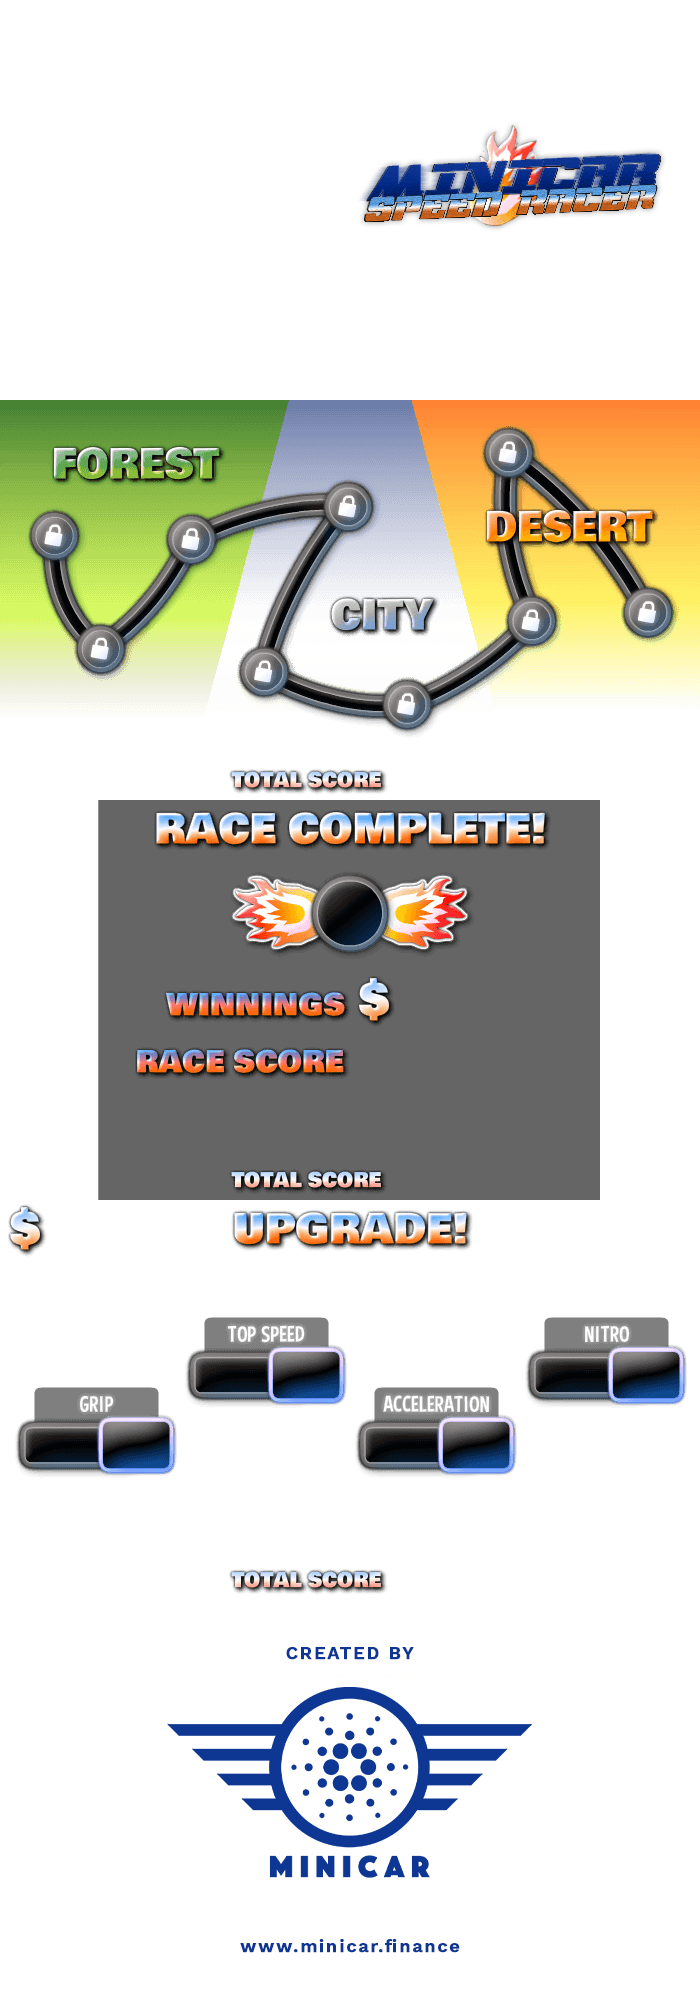 MINICAR
SPEED RACER
FOREST
DESERT
CITY
TOTAL SCORE
RACE COMPLETE!
WINNINGS $
RACE SCORE
TOTAL SCORE
$ UPGRADE!
TOP SPEED
NITRO
GRIP
ACCELERATION
TOTAL SCORE
CREATED BY
MINICAR
www.minicar.finance